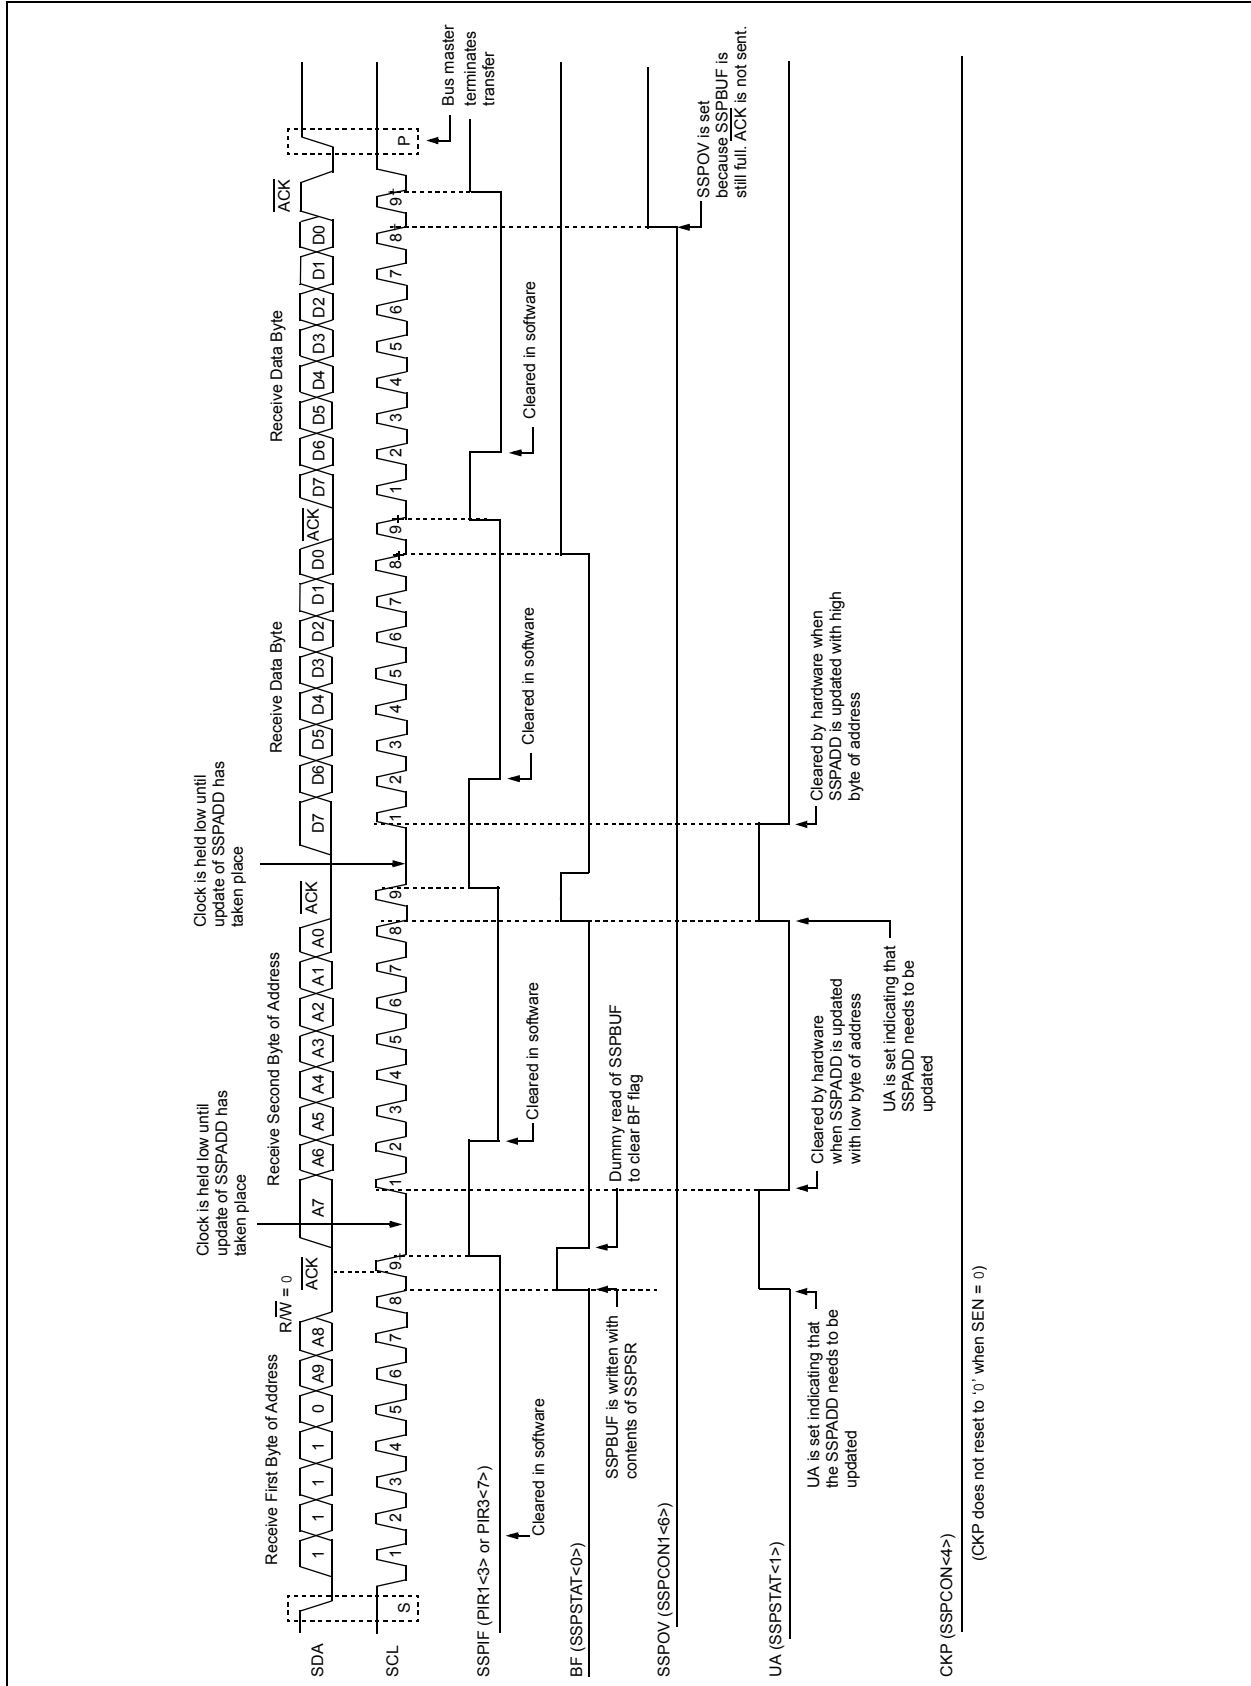 Clock is held low until
update of SSPADD has
taken place
Clock is held low until
update of SSPADD has
taken place
Receive First Byte of Address
R/W = 0
ACK
Receive Second Byte of Address
ACK
Receive Data Byte
ACK
Receive Data Byte
ACK
SDA
1 1 1 1 0 A9 A8
A7 A6 A5 A4 A3 A2 A1 A0
D7 D6 D5 D4 D3 D2 D1 D0
D7 D6 D5 D4 D3 D2 D1 D0
SCL
S
1 2 3 4 5 6 7 8 9
1 2 3 4 5 6 7 8 9
1 2 3 4 5 6 7 8 9
1 2 3 4 5 6 7 8 9
P
Bus master
terminates
transfer
SSPIF (PIR1<3> or PIR3<7>)
Cleared in software
Cleared in software
Cleared in software
Cleared in software
Cleared in software
BF (SSPSTAT<0>)
SSPBUF is written with
contents of SSPSR
Dummy read of SSPBUF
to clear BF flag
SSPOV (SSPCON1<6>)
SSPOV is set
because SSPBUF is
still full. ACK is not sent.
UA (SSPSTAT<1>)
UA is set indicating that
the SSPADD needs to be
updated
Cleared by hardware
when SSPADD is updated
with low byte of address
UA is set indicating that
SSPADD needs to be
updated
Cleared by hardware when
SSPADD is updated with high
byte of address
CKP (SSPCON<4>)
(CKP does not reset to ‘0’ when SEN = 0)